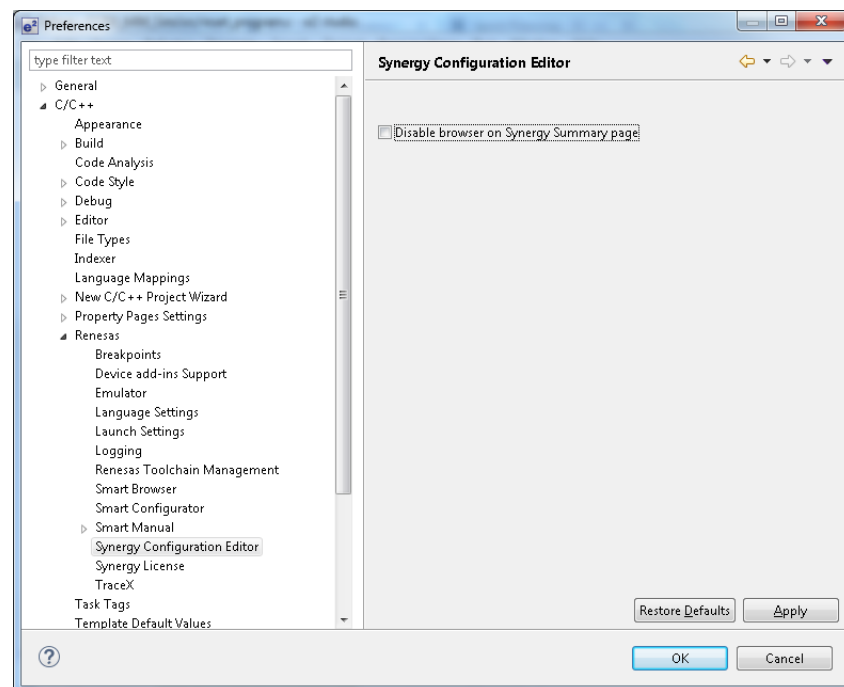 e² Preferences
type filter text
General
C/C++
Appearance
Build
Code Analysis
Code Style
Debug
Editor
File Types
Indexer
Language Mappings
New C/C++ Project Wizard
Property Pages Settings
Renesas
Breakpoints
Device add-ins Support
Emulator
Language Settings
Launch Settings
Logging
Renesas Toolchain Management
Smart Browser
Smart Configurator
Smart Manual
Synergy Configuration Editor
Synergy License
TraceX
Task Tags
Template Default Values
Synergy Configuration Editor
Disable browser on Synergy Summary page
Restore Defaults Apply
OK Cancel